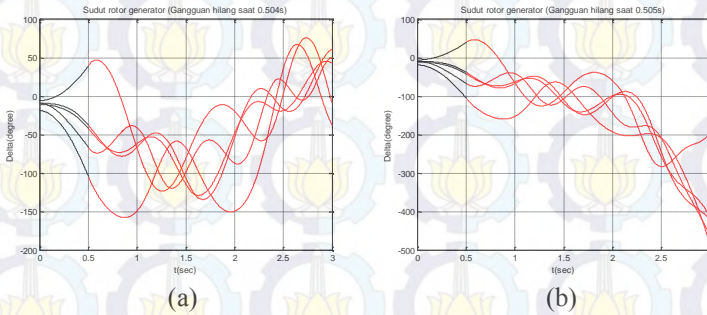 Sudut rotor generator (Gangguan hilang saat 0.504s)
100
50
0
-50
-100
-150
-200
Delta(degree)
0 0.5 1 1.5 2 2.5 3
t(sec)
(a)
Sudut rotor generator (Gangguan hilang saat 0.505s)
100
0
-100
-200
-300
-400
-500
Delta(degree)
0 0.5 1 1.5 2 2.5
t(sec)
(b)